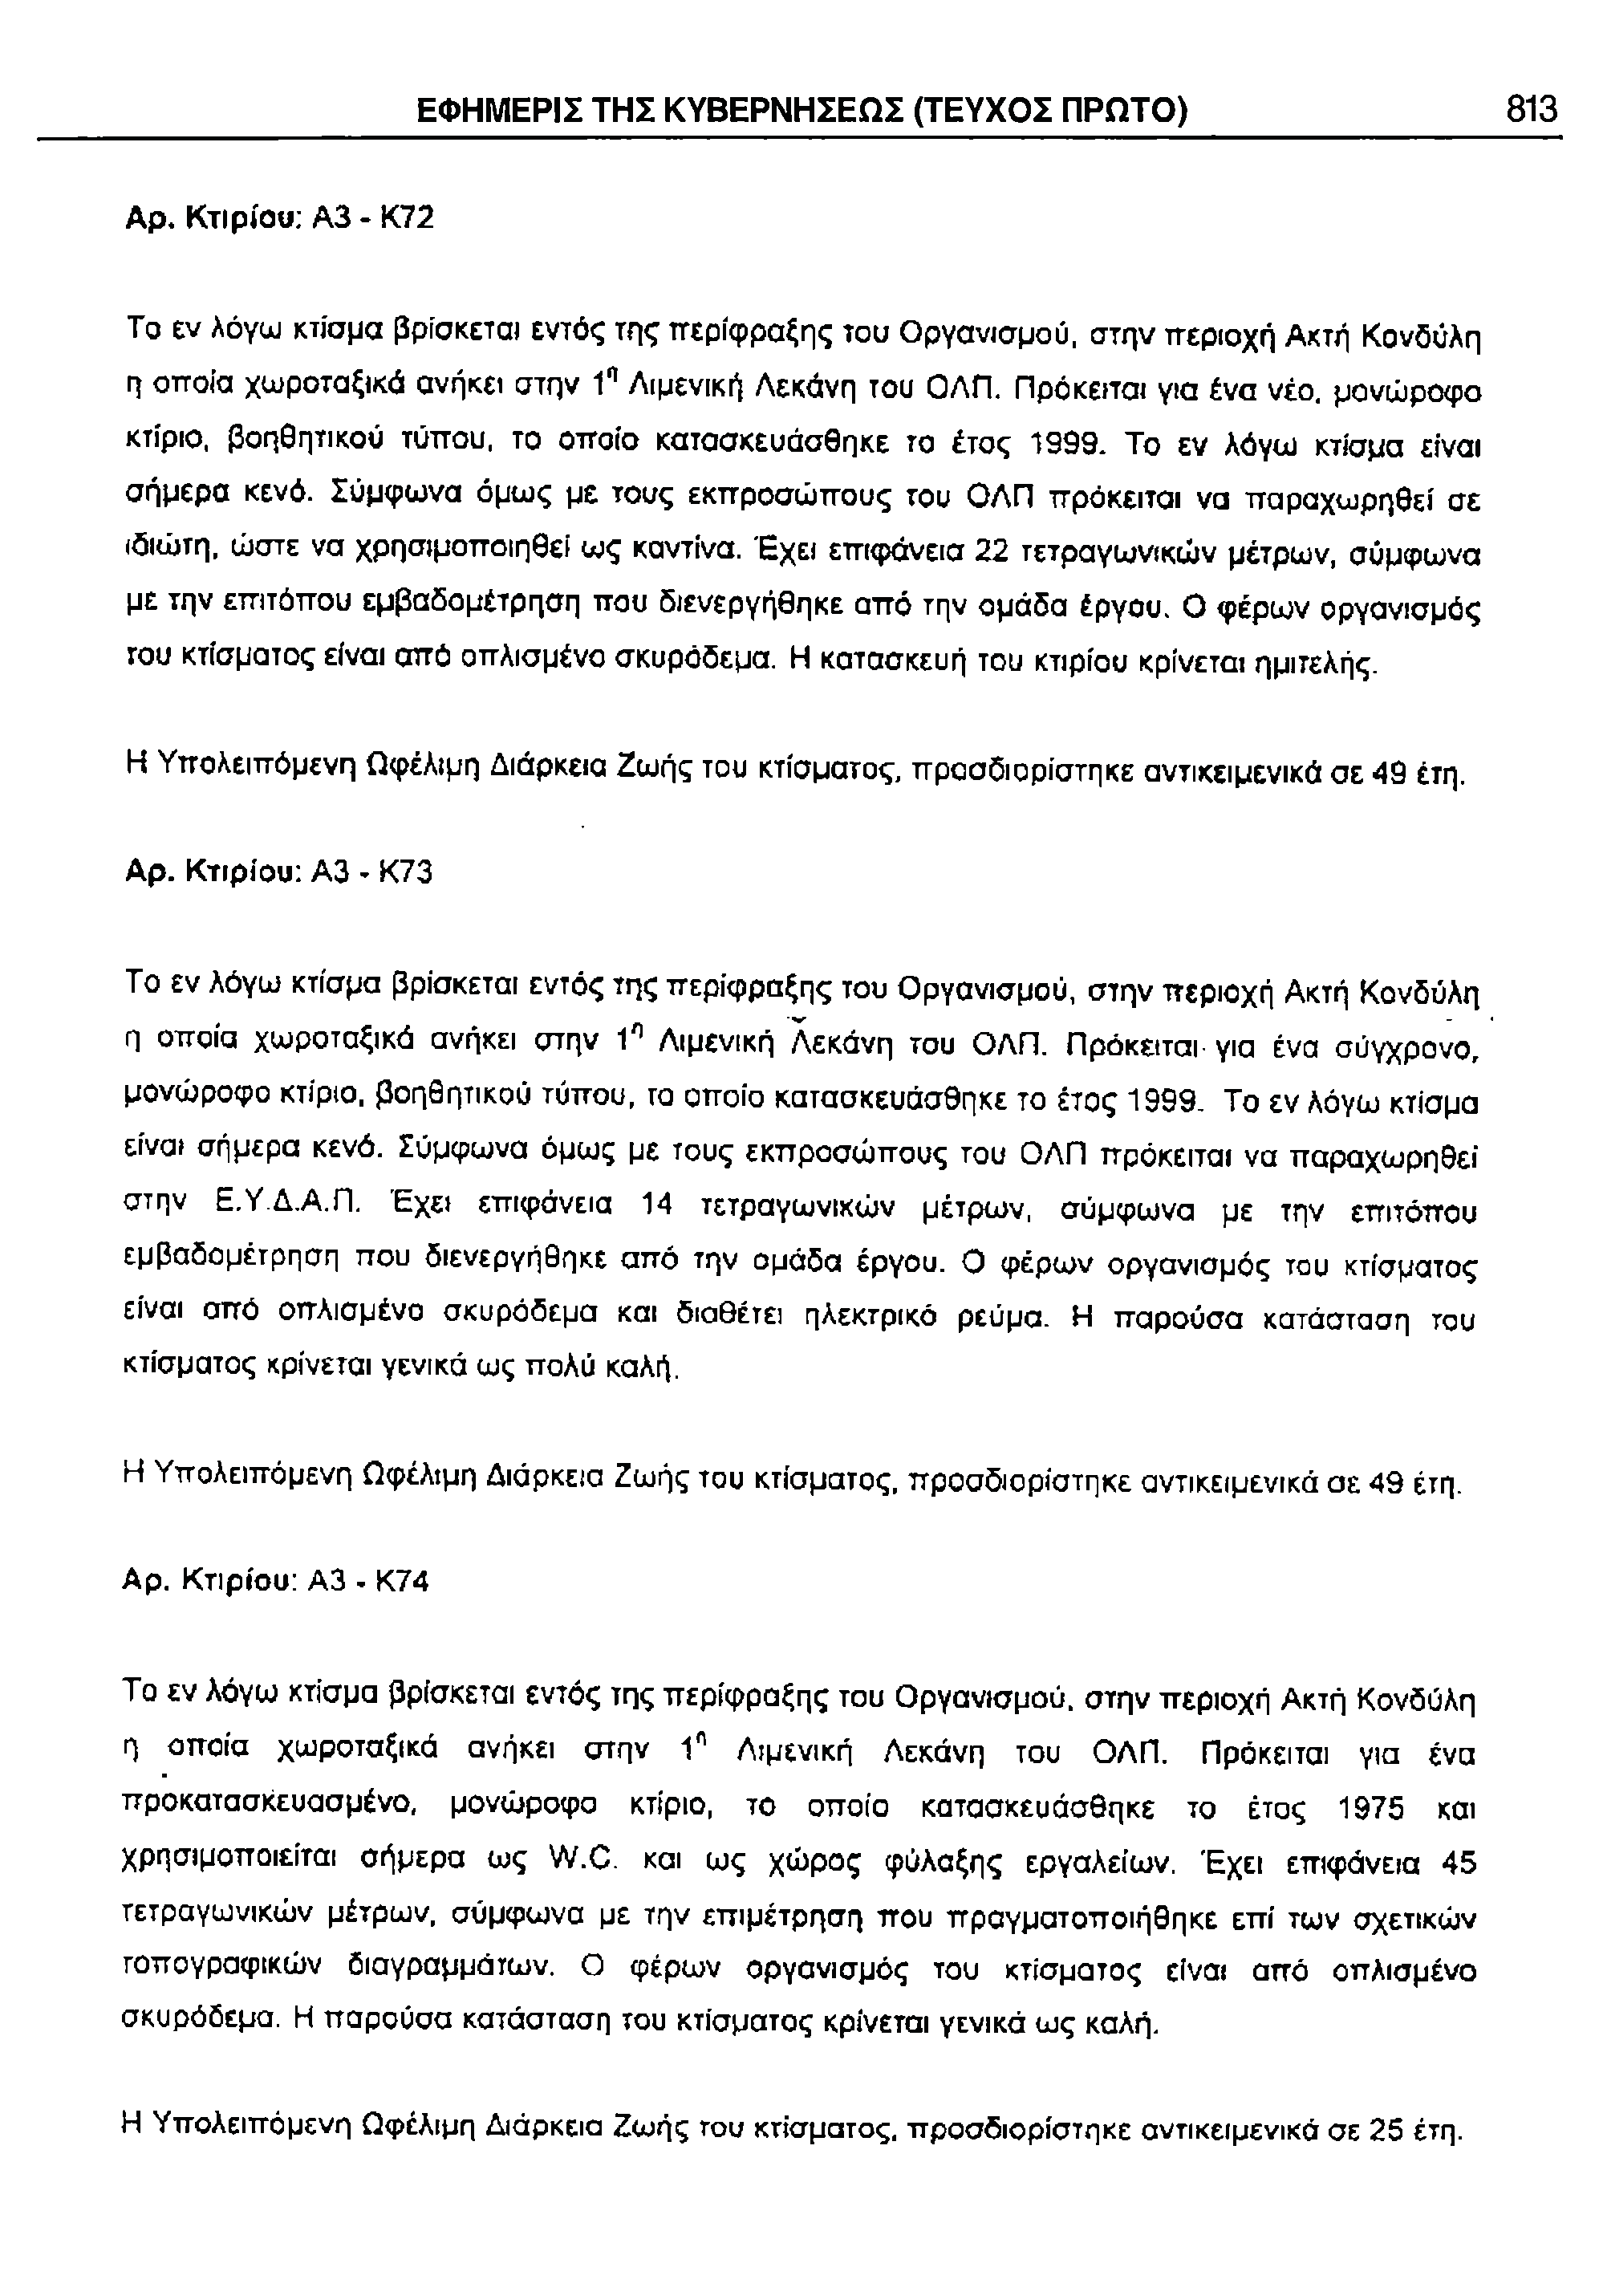 ΕΦΗΜΕΡΙΣ ΤΗΣ ΚΥΒΕΡΝΗΣΕΩΣ (ΤΕΥΧΟΣ ΠΡΩΤΟ) 813
Αρ. Κτιρίου: Α3 - Κ72
Το εν λόγω κτίσμα βρίσκεται εντός της περίφραξης του Οργανισμού, στην περιοχή Ακτή Κονδύλη
η οποία χωροταξικά ανήκει στην 1η Λιμενική Λεκάνη του ΟΛΠ. Πρόκειται για ένα νέο, μονώροφο
κτίριο, βοηθητικού τύπου, το οποίο κατασκευάσθηκε το έτος 1999. Το εν λόγω κτίσμα είναι
σήμερα κενό. Σύμφωνα όμως με τους εκπροσώπους του ΟΛΠ πρόκειται να παραχωρηθεί σε
ιδιώτη, ώστε να χρησιμοποιηθεί ως καντίνα. Έχει επιφάνεια 22 τετραγωνικών μέτρων, σύμφωνα
με την επιτόπου εμβαδομέτρηση που διενεργήθηκε από την ομάδα έργου. Ο φέρων οργανισμός
του κτίσματος είναι από οπλισμένο σκυρόδεμα. Η κατασκευή του κτιρίου κρίνεται ημιτελής.
Η Υπολειπόμενη Ωφέλιμη Διάρκεια Ζωής του κτίσματος, προσδιορίστηκε αντικειμενικά σε 49 έτη.
Αρ. Κτιρίου: Α3 - Κ73
Το εν λόγω κτίσμα βρίσκεται εντός της περίφραξης του Οργανισμού, στην περιοχή Ακτή Κονδύλη
η οποία χωροταξικά ανήκει στην 1η Λιμενική Λεκάνη του ΟΛΠ. Πρόκειται για ένα σύγχρονο,
μονώροφο κτίριο, βοηθητικού τύπου, το οποίο κατασκευάσθηκε το έτος 1999. Το εν λόγω κτίσμα
είναι σήμερα κενό. Σύμφωνα όμως με τους εκπροσώπους του ΟΛΠ πρόκειται να παραχωρηθεί
στην Ε.Υ.Δ.Α.Π. Έχει επιφάνεια 14 τετραγωνικών μέτρων, σύμφωνα με την επιτόπου
εμβαδομέτρηση που διενεργήθηκε από την ομάδα έργου. Ο φέρων οργανισμός του κτίσματος
είναι από οπλισμένο σκυρόδεμα και διαθέτει ηλεκτρικό ρεύμα. Η παρούσα κατάσταση του
κτίσματος κρίνεται γενικά ως πολύ καλή.
Η Υπολειπόμενη Ωφέλιμη Διάρκεια Ζωής του κτίσματος, προσδιορίστηκε αντικειμενικά σε 49 έτη.
Αρ. Κτιρίου: Α3 - Κ74
Το εν λόγω κτίσμα βρίσκεται εντός της περίφραξης του Οργανισμού, στην περιοχή Ακτή Κονδύλη
η οποία χωροταξικά ανήκει στην 1η Λιμενική Λεκάνη του ΟΛΠ. Πρόκειται για ένα
προκατασκευασμένο, μονώροφο κτίριο, το οποίο κατασκευάσθηκε το έτος 1975 και
χρησιμοποιείται σήμερα ως W.C. και ως χώρος φύλαξης εργαλείων. Έχει επιφάνεια 45
τετραγωνικών μέτρων, σύμφωνα με την επιμέτρηση που πραγματοποιήθηκε επί των σχετικών
τοπογραφικών διαγραμμάτων. Ο φέρων οργανισμός του κτίσματος είναι από οπλισμένο
σκυρόδεμα. Η παρούσα κατάσταση του κτίσματος κρίνεται γενικά ως καλή.
Η Υπολειπόμενη Ωφέλιμη Διάρκεια Ζωής του κτίσματος, προσδιορίστηκε αντικειμενικά σε 25 έτη.